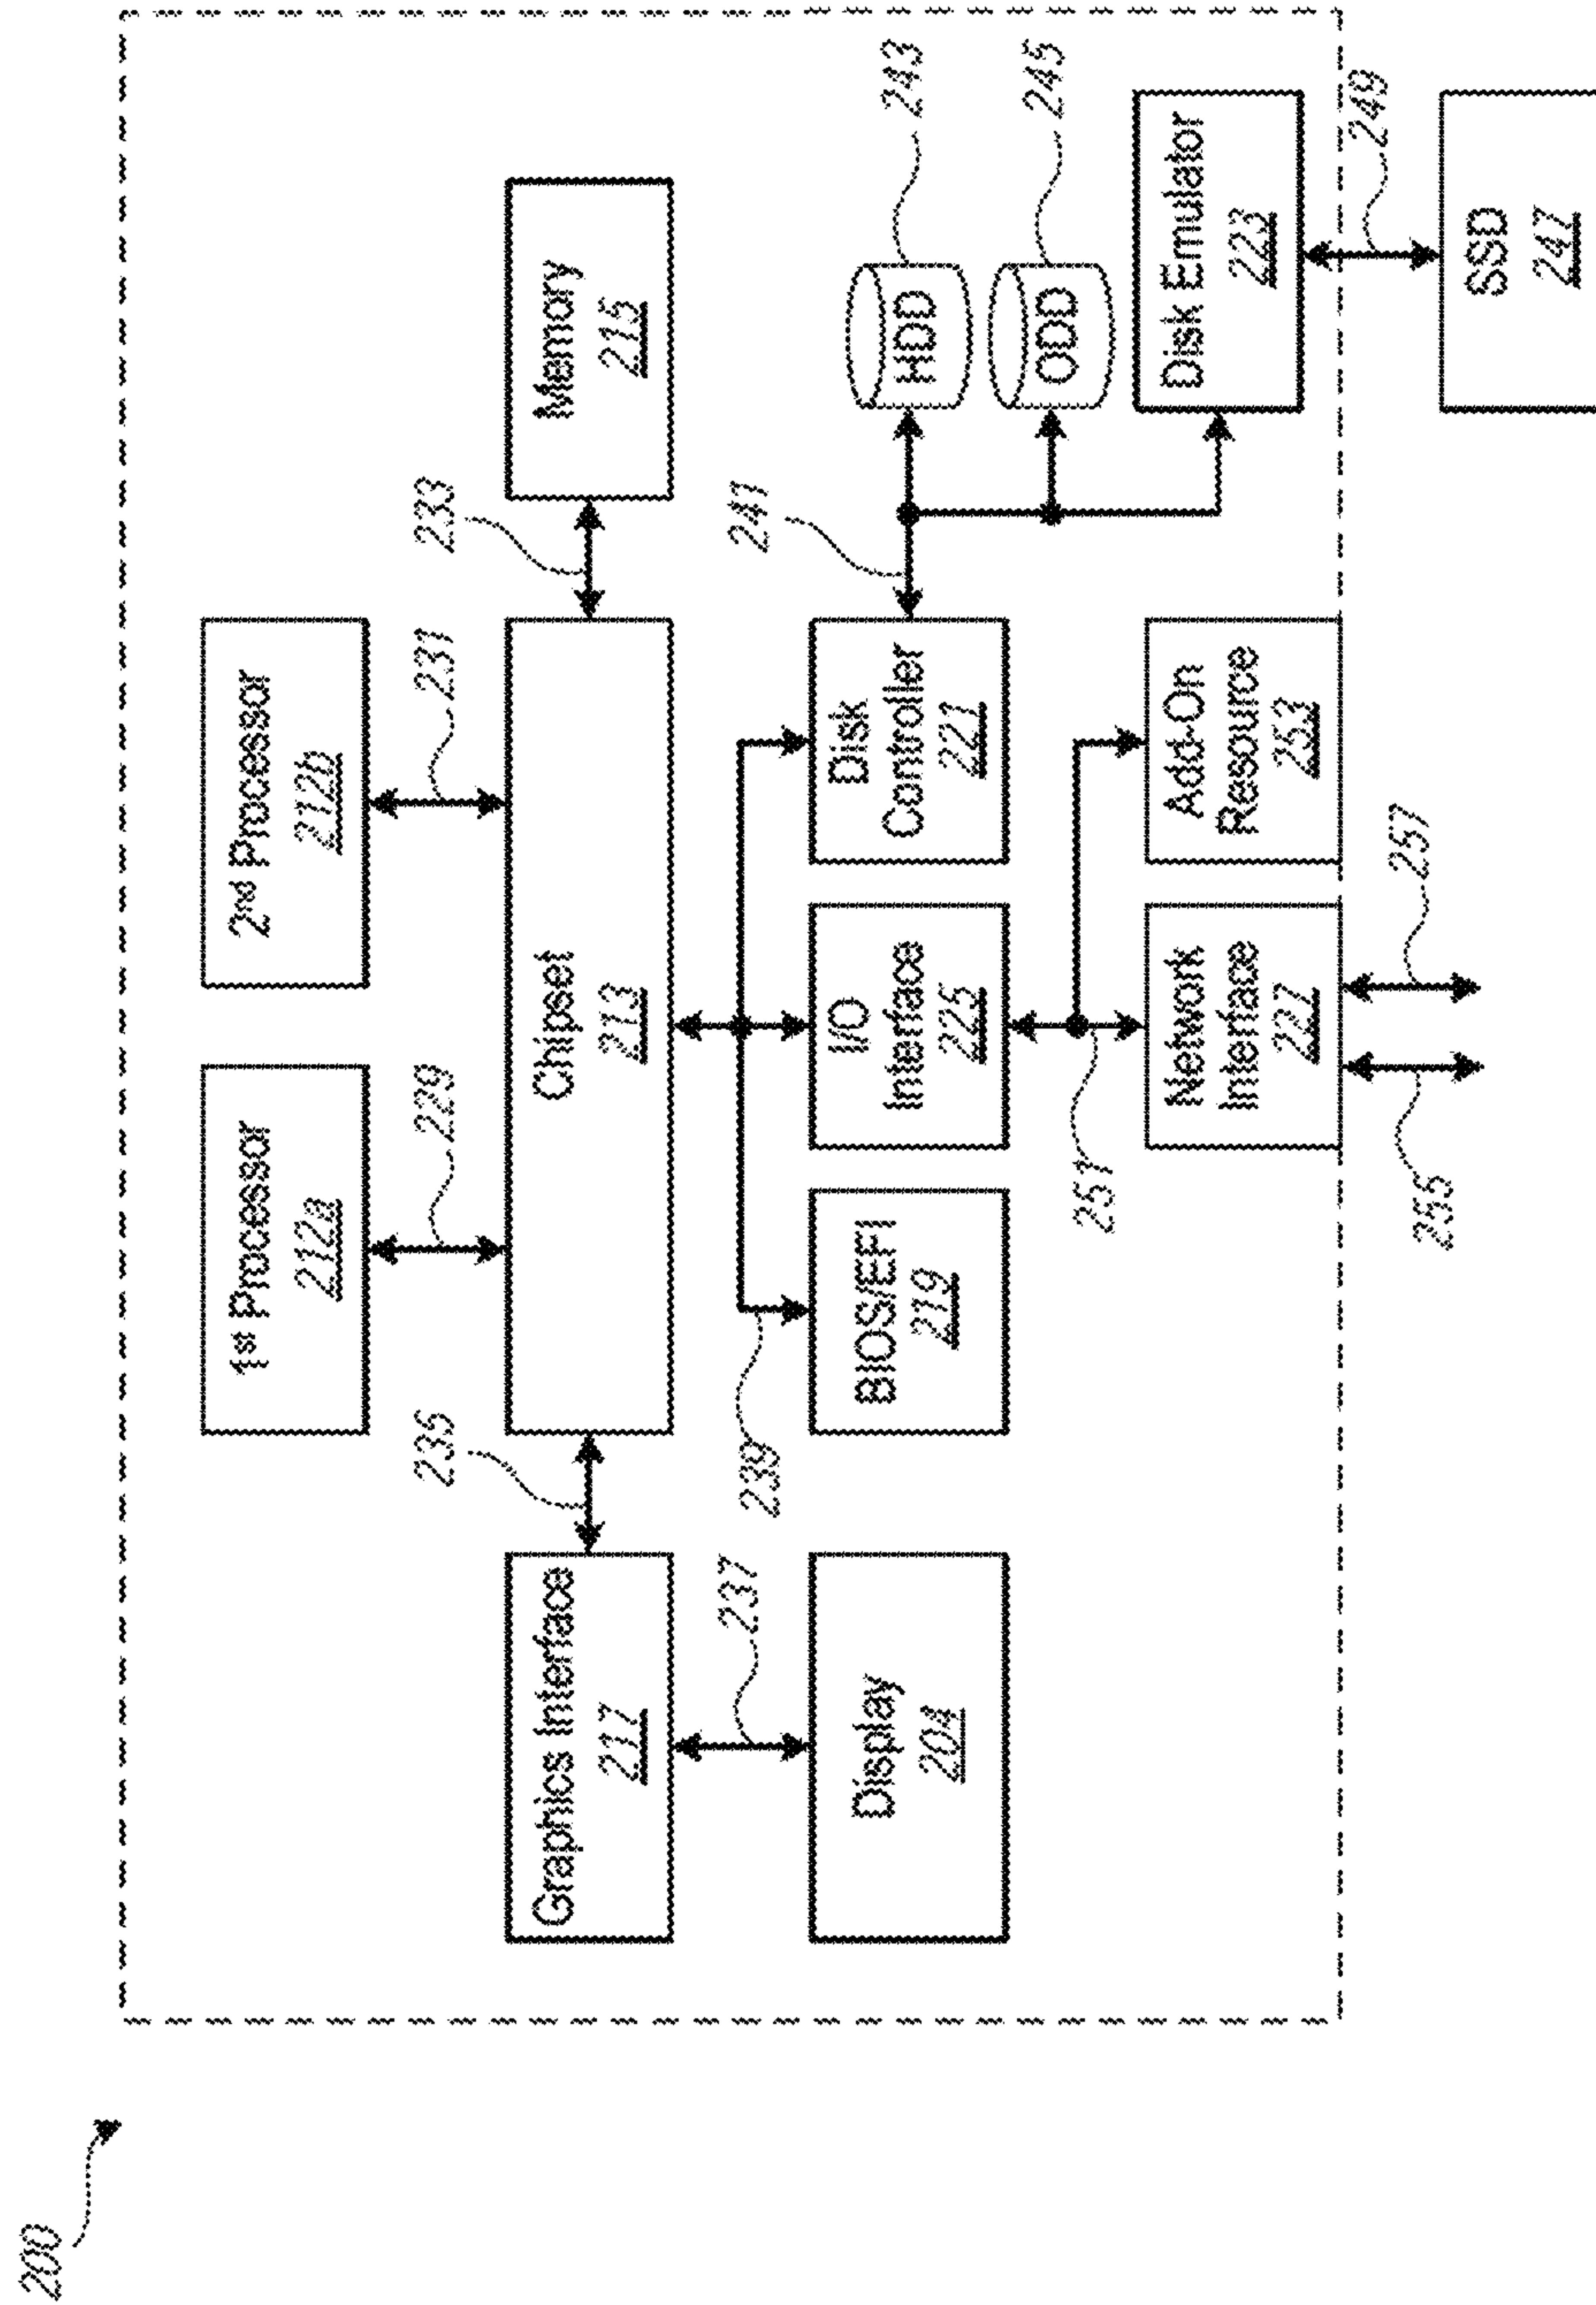 200
1st Processor
212a
2nd Processor
212b
235
229
231
233
Graphics Interface
217
Chipset
213
Memory
215
237
239
241
Display
204
BIOS/EFI
219
I/O
Interface
225
Disk
Controller
221
HDD
243
ODD
245
251
Network
Interface
227
Add-On
Resource
253
Disk Emulator
223
255
257
249
SSD
247